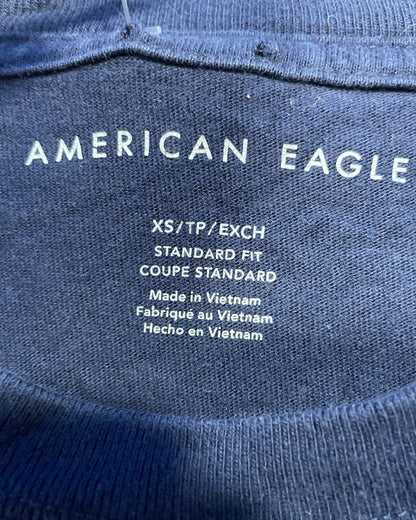 AMERICAN EAGLE
XS/TP/EXCH
STANDARD FIT
COUPE STANDARD
Made in Vietnam
Fabriqué au Vietnam
Hecho en Vietnam